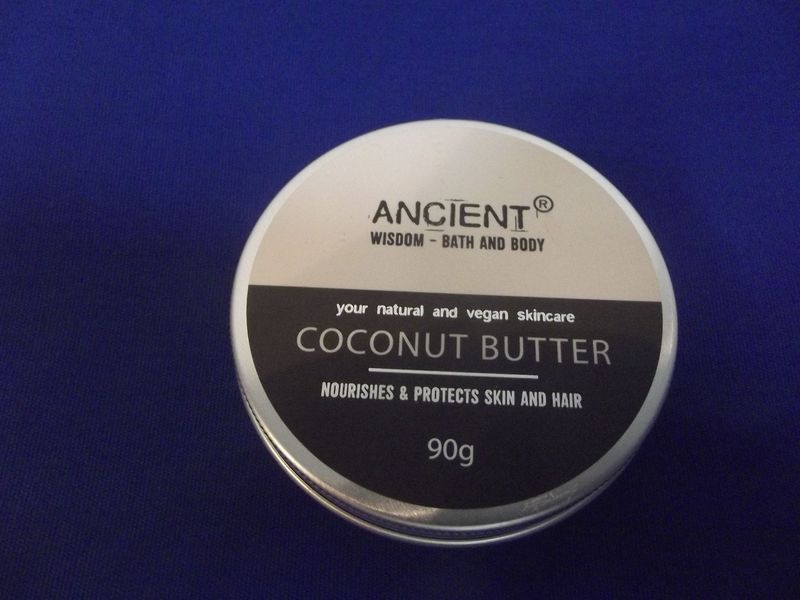 ANCIENT®
WISDOM - BATH AND BODY
your natural and vegan skincare
COCONUT BUTTER
NOURISHES & PROTECTS SKIN AND HAIR
90g